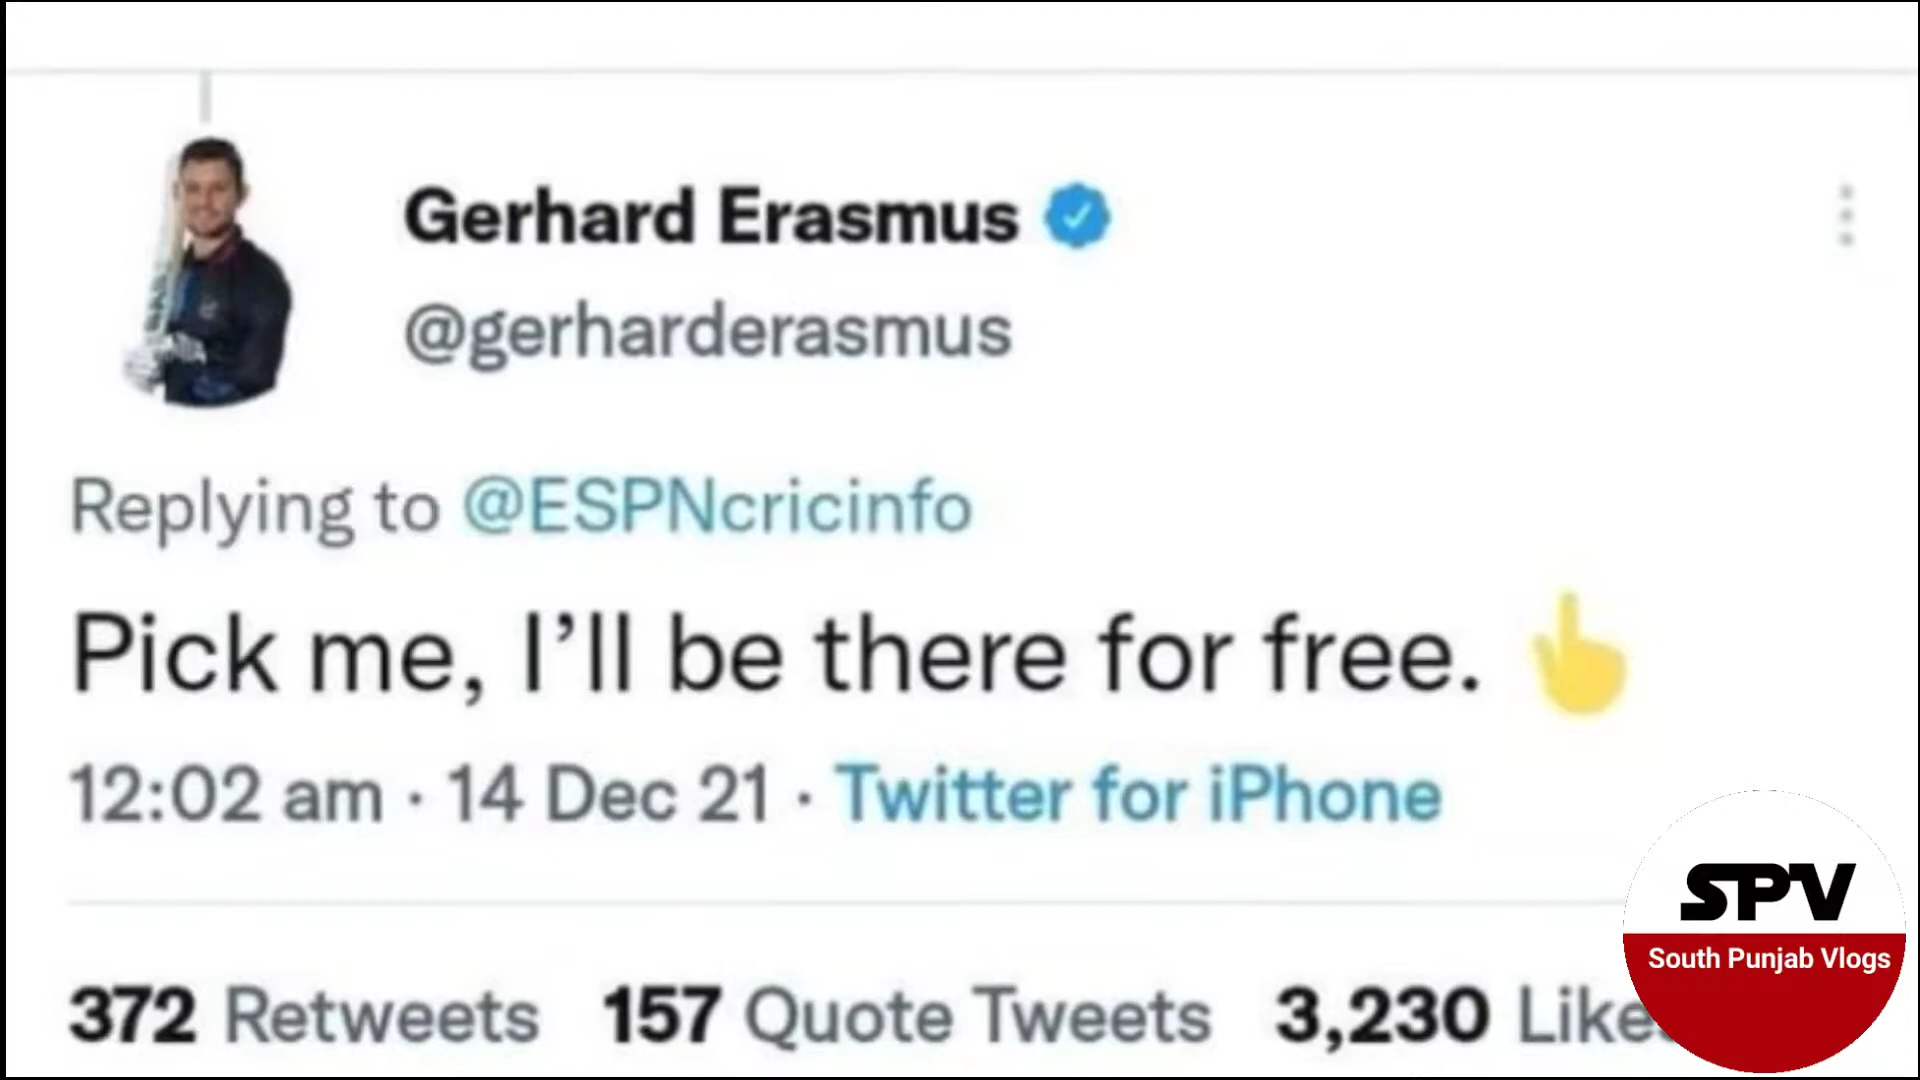 Gerhard Erasmus
@gerharderasmus
Replying to @ESPNcricinfo
Pick me, I’ll be there for free. 👆
12:02 am · 14 Dec 21 · Twitter for iPhone
372 Retweets 157 Quote Tweets 3,230 Likes
SPV
South Punjab Vlogs